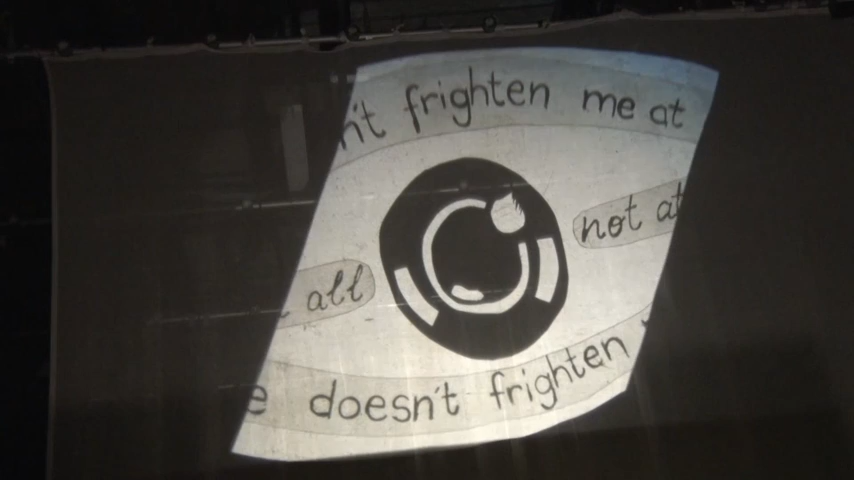 n't frighten me at
not at
all
e doesn't frighten